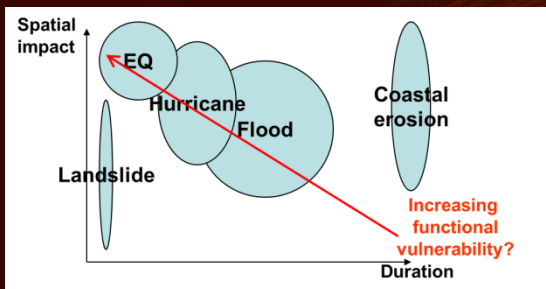 Spatial
impact
EQ
Hurricane
Flood
Coastal
erosion
Landslide
Increasing
functional
vulnerability?
Duration